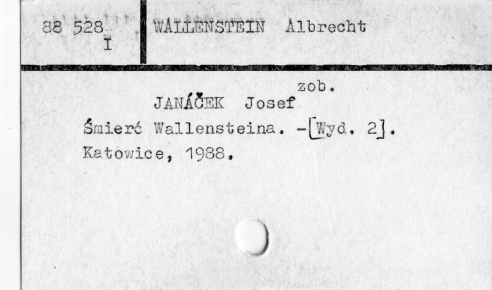 88 528 WALLENSTEIN Albrecht
I
zob.
JANÁČEK Josef
Śmierć Wallensteina. -[Wyd. 2].
Katowice, 1988.